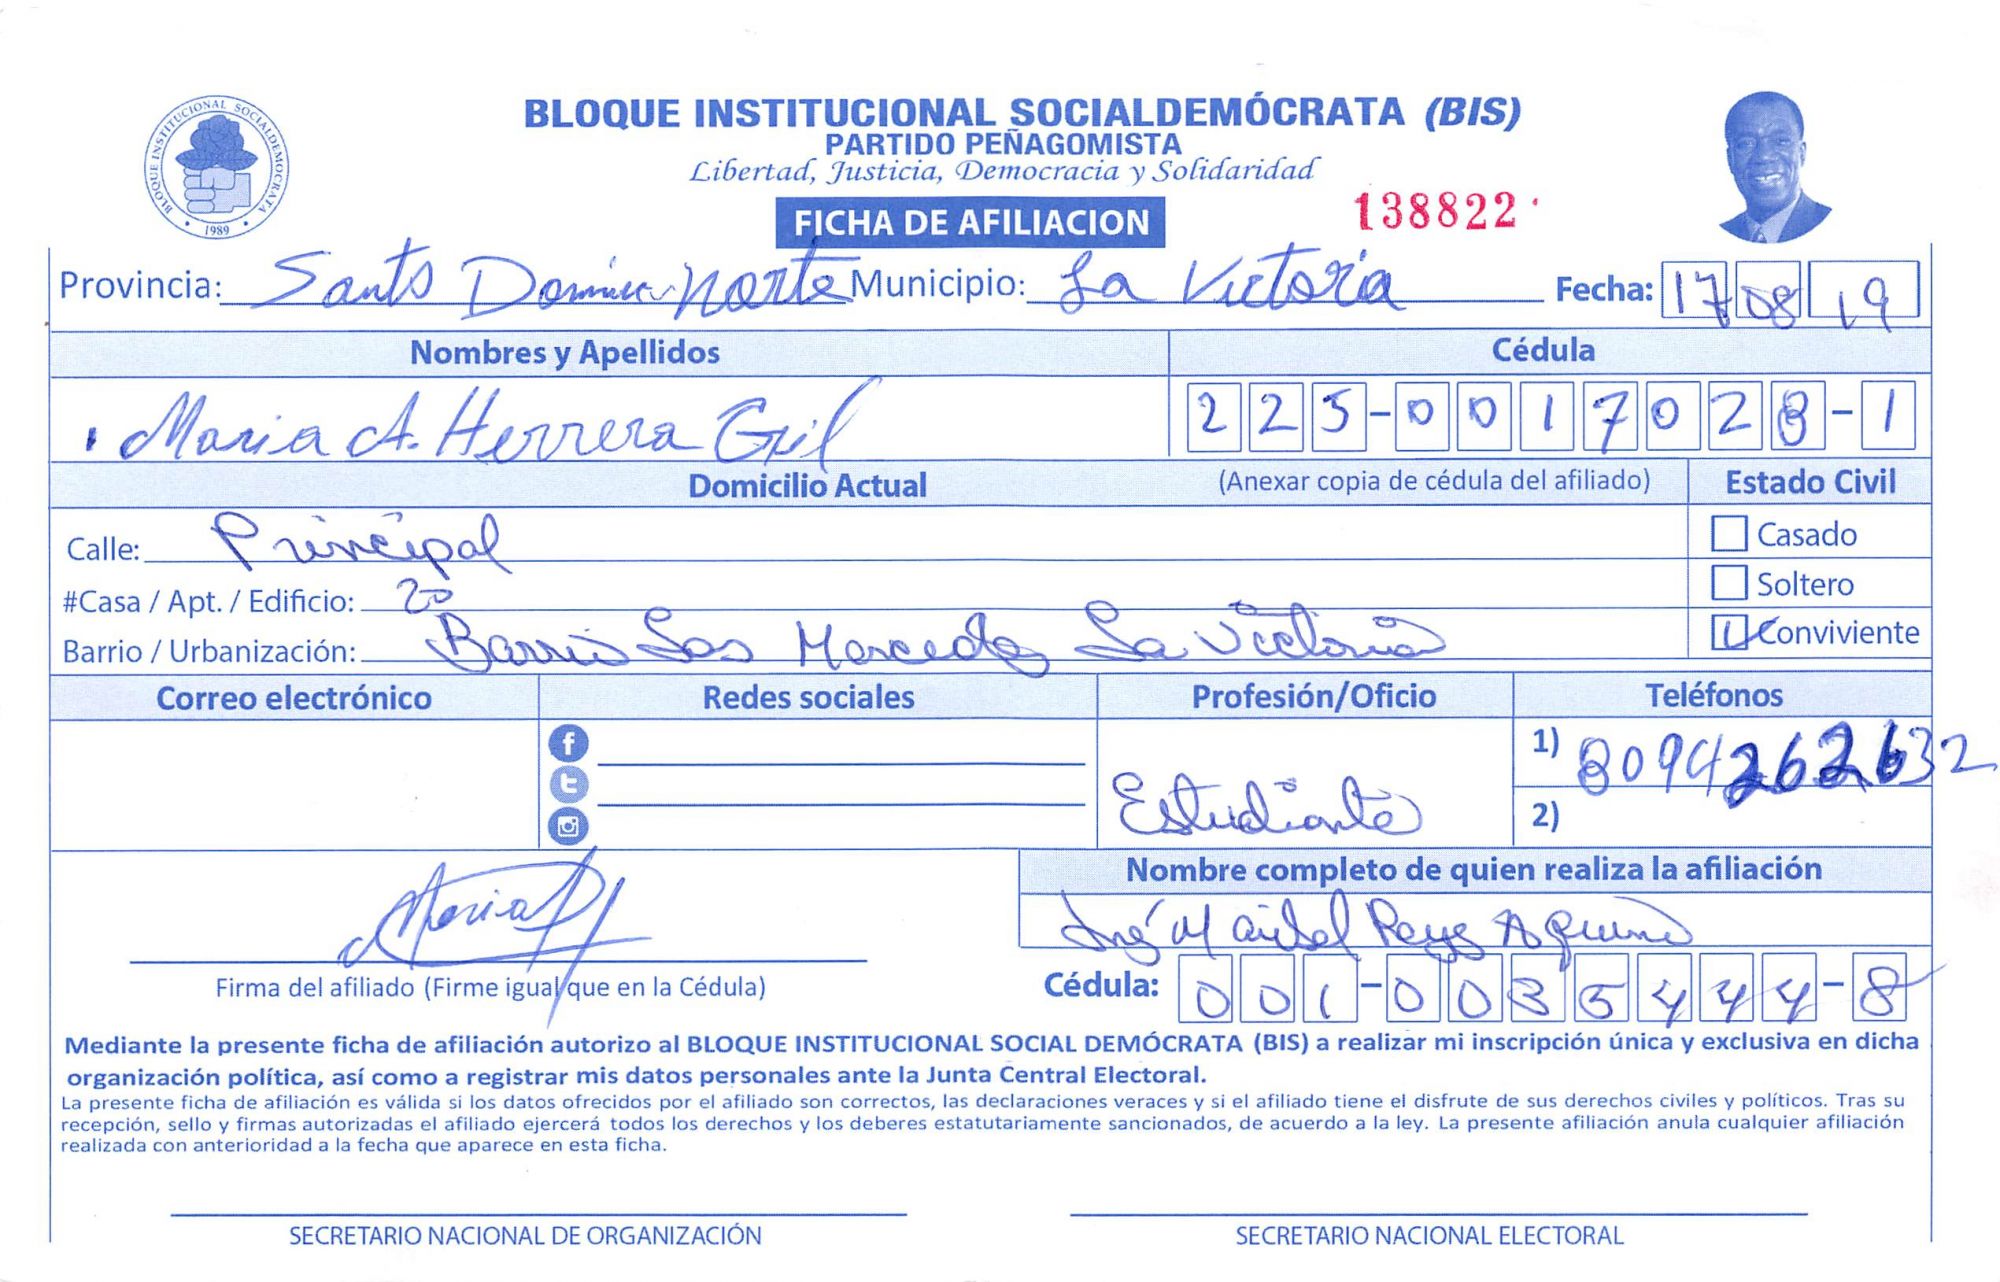 BLOQUE INSTITUCIONAL SOCIALDEMÓCRATA (BIS)
PARTIDO PEÑAGOMISTA
Libertad, Justicia, Democracia y Solidaridad
BLOQUE INSTITUCIONAL SOCIALDEMOCRATA
1989
FICHA DE AFILIACION
138822
Provincia: Santo Domingo Norte Municipio: La Victoria Fecha: 17 08 19
Nombres y Apellidos Cédula
Maria A. Herrera Gil 225-0017028-1
Domicilio Actual (Anexar copia de cédula del afiliado) Estado Civil
Calle: Principal Casado
#Casa / Apt. / Edificio: 20 Soltero
Barrio / Urbanización: Barrio Las Mercedes La Victoria Conviviente
Correo electrónico Redes sociales Profesión/Oficio Teléfonos
1) 8094262632
Estudiante
2)
Nombre completo de quien realiza la afiliación
Maria
Maribel Reyes Aquino
Firma del afiliado (Firme igual que en la Cédula) Cédula: 001-0035444-8
Mediante la presente ficha de afiliación autorizo al BLOQUE INSTITUCIONAL SOCIAL DEMÓCRATA (BIS) a realizar mi inscripción única y exclusiva en dicha
organización política, así como a registrar mis datos personales ante la Junta Central Electoral.
La presente ficha de afiliación es válida si los datos ofrecidos por el afiliado son correctos, las declaraciones veraces y si el afiliado tiene el disfrute de sus derechos civiles y políticos. Tras su
recepción, sello y firmas autorizadas el afiliado ejercerá todos los derechos y los deberes estatutariamente sancionados, de acuerdo a la ley. La presente afiliación anula cualquier afiliación
realizada con anterioridad a la fecha que aparece en esta ficha.
SECRETARIO NACIONAL DE ORGANIZACIÓN SECRETARIO NACIONAL ELECTORAL